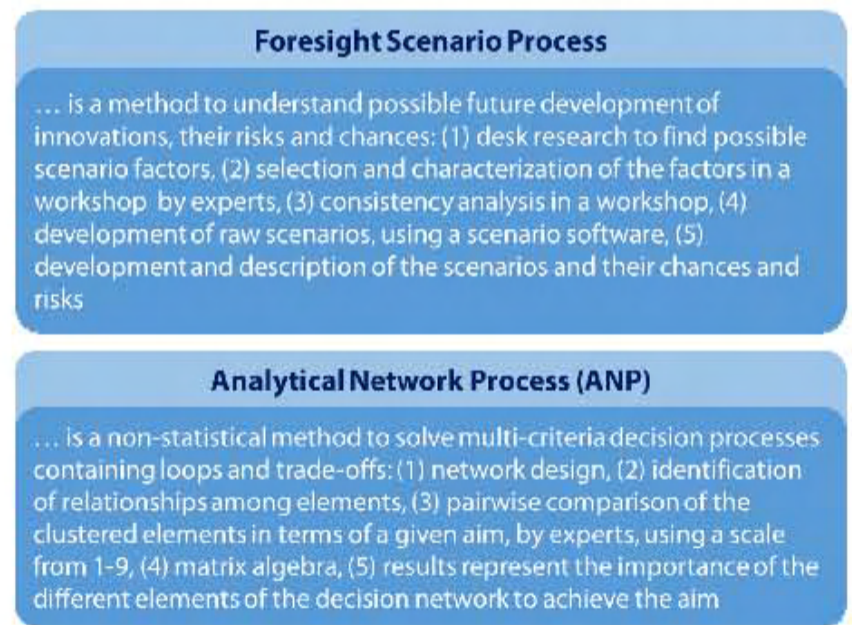 Foresight Scenario Process
... is a method to understand possible future development of
innovations, their risks and chances: (1) desk research to find possible
scenario factors, (2) selection and characterization of the factors in a
workshop by experts, (3) consistency analysis in a workshop, (4)
development of raw scenarios, using a scenario software, (5)
development and description of the scenarios and their chances and
risks
Analytical Network Process (ANP)
... is a non-statistical method to solve multi-criteria decision processes
containing loops and trade-offs: (1) network design, (2) identification
of relationships among elements, (3) pairwise comparison of the
clustered elements in terms of a given aim, by experts, using a scale
from 1-9, (4) matrix algebra, (5) results represent the importance of the
different elements of the decision network to achieve the aim